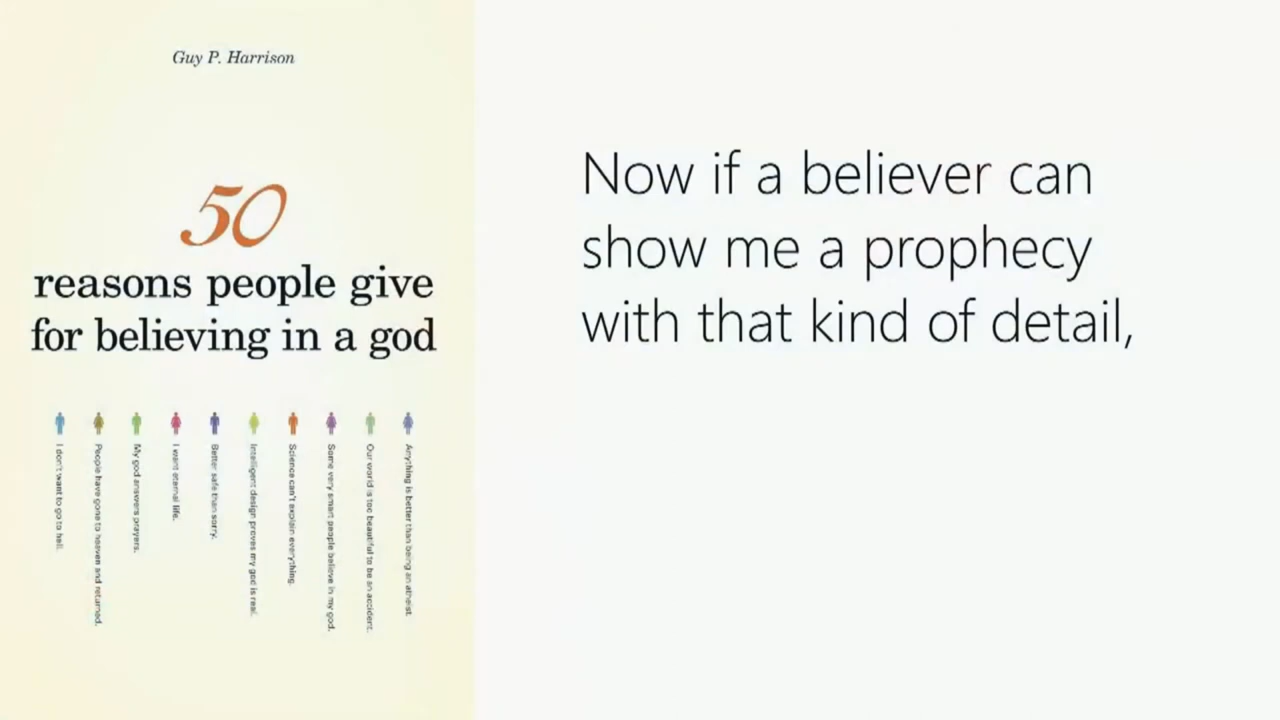 Guy P. Harrison
50
reasons people give
for believing in a god
I don't want to go to hell.
People have gone to heaven and returned.
My god answers prayers.
I want eternal life.
Better safe than sorry.
Intelligent design proves my god is real.
Science can't explain everything.
Some very smart people believe in my god.
Our world is too beautiful to be an accident.
Anything is better than being an atheist.
Now if a believer can
show me a prophecy
with that kind of detail,